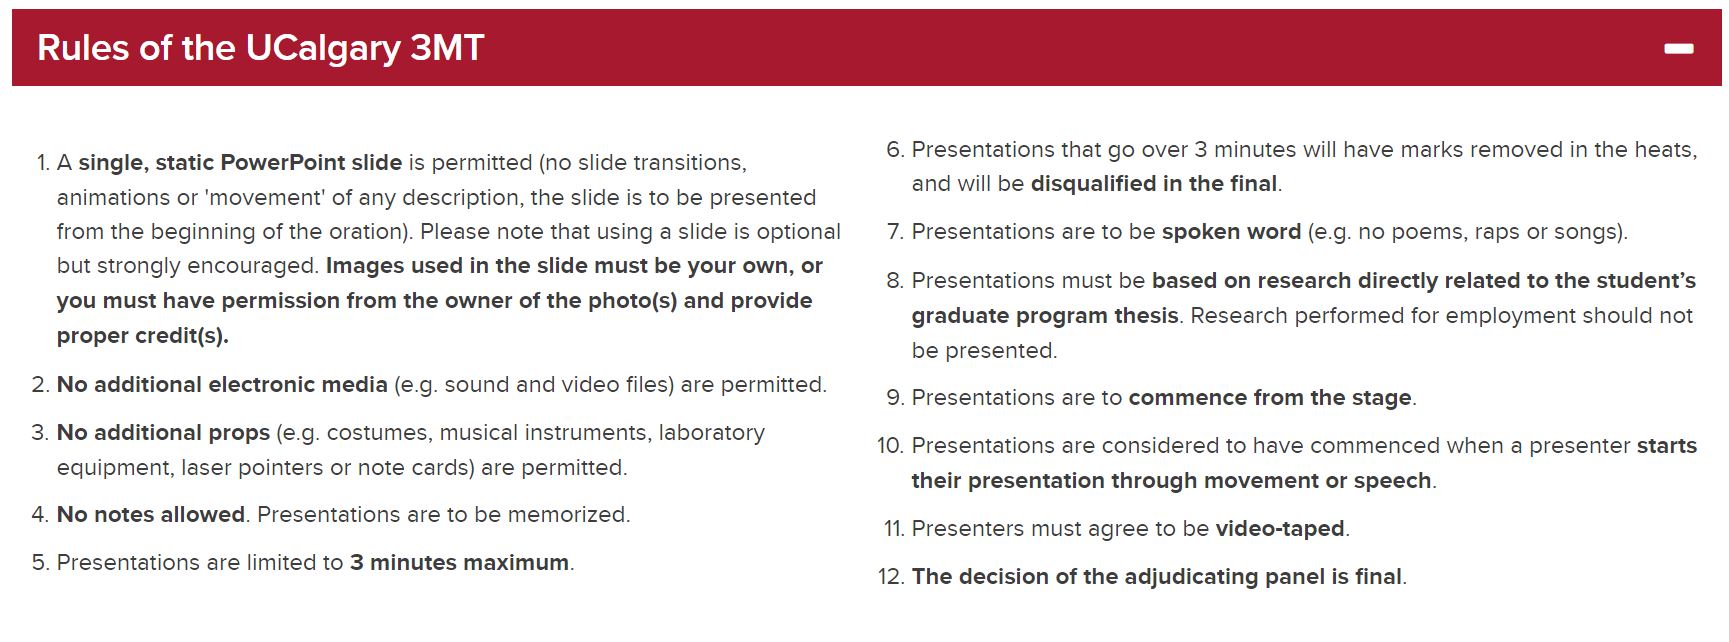 Rules of the UCalgary 3MT
1. A single, static PowerPoint slide is permitted (no slide transitions,
animations or 'movement' of any description, the slide is to be presented
from the beginning of the oration). Please note that using a slide is optional
but strongly encouraged. Images used in the slide must be your own, or
you must have permission from the owner of the photo(s) and provide
proper credit(s).
2. No additional electronic media (e.g. sound and video files) are permitted.
3. No additional props (e.g. costumes, musical instruments, laboratory
equipment, laser pointers or note cards) are permitted.
4. No notes allowed. Presentations are to be memorized.
5. Presentations are limited to 3 minutes maximum.
6. Presentations that go over 3 minutes will have marks removed in the heats,
and will be disqualified in the final.
7. Presentations are to be spoken word (e.g. no poems, raps or songs).
8. Presentations must be based on research directly related to the student’s
graduate program thesis. Research performed for employment should not
be presented.
9. Presentations are to commence from the stage.
10. Presentations are considered to have commenced when a presenter starts
their presentation through movement or speech.
11. Presenters must agree to be video-taped.
12. The decision of the adjudicating panel is final.